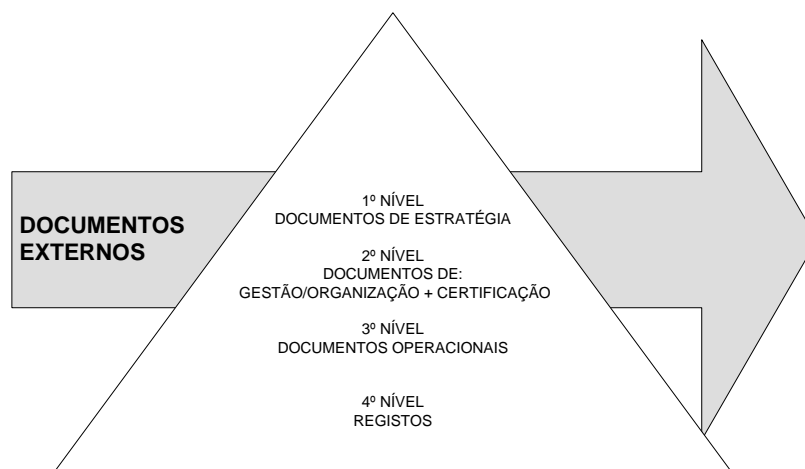 1º NÍVEL
DOCUMENTOS DE ESTRATÉGIA
DOCUMENTOS
EXTERNOS
2º NÍVEL
DOCUMENTOS DE:
GESTÃO/ORGANIZAÇÃO + CERTIFICAÇÃO
3º NÍVEL
DOCUMENTOS OPERACIONAIS
4º NÍVEL
REGISTOS